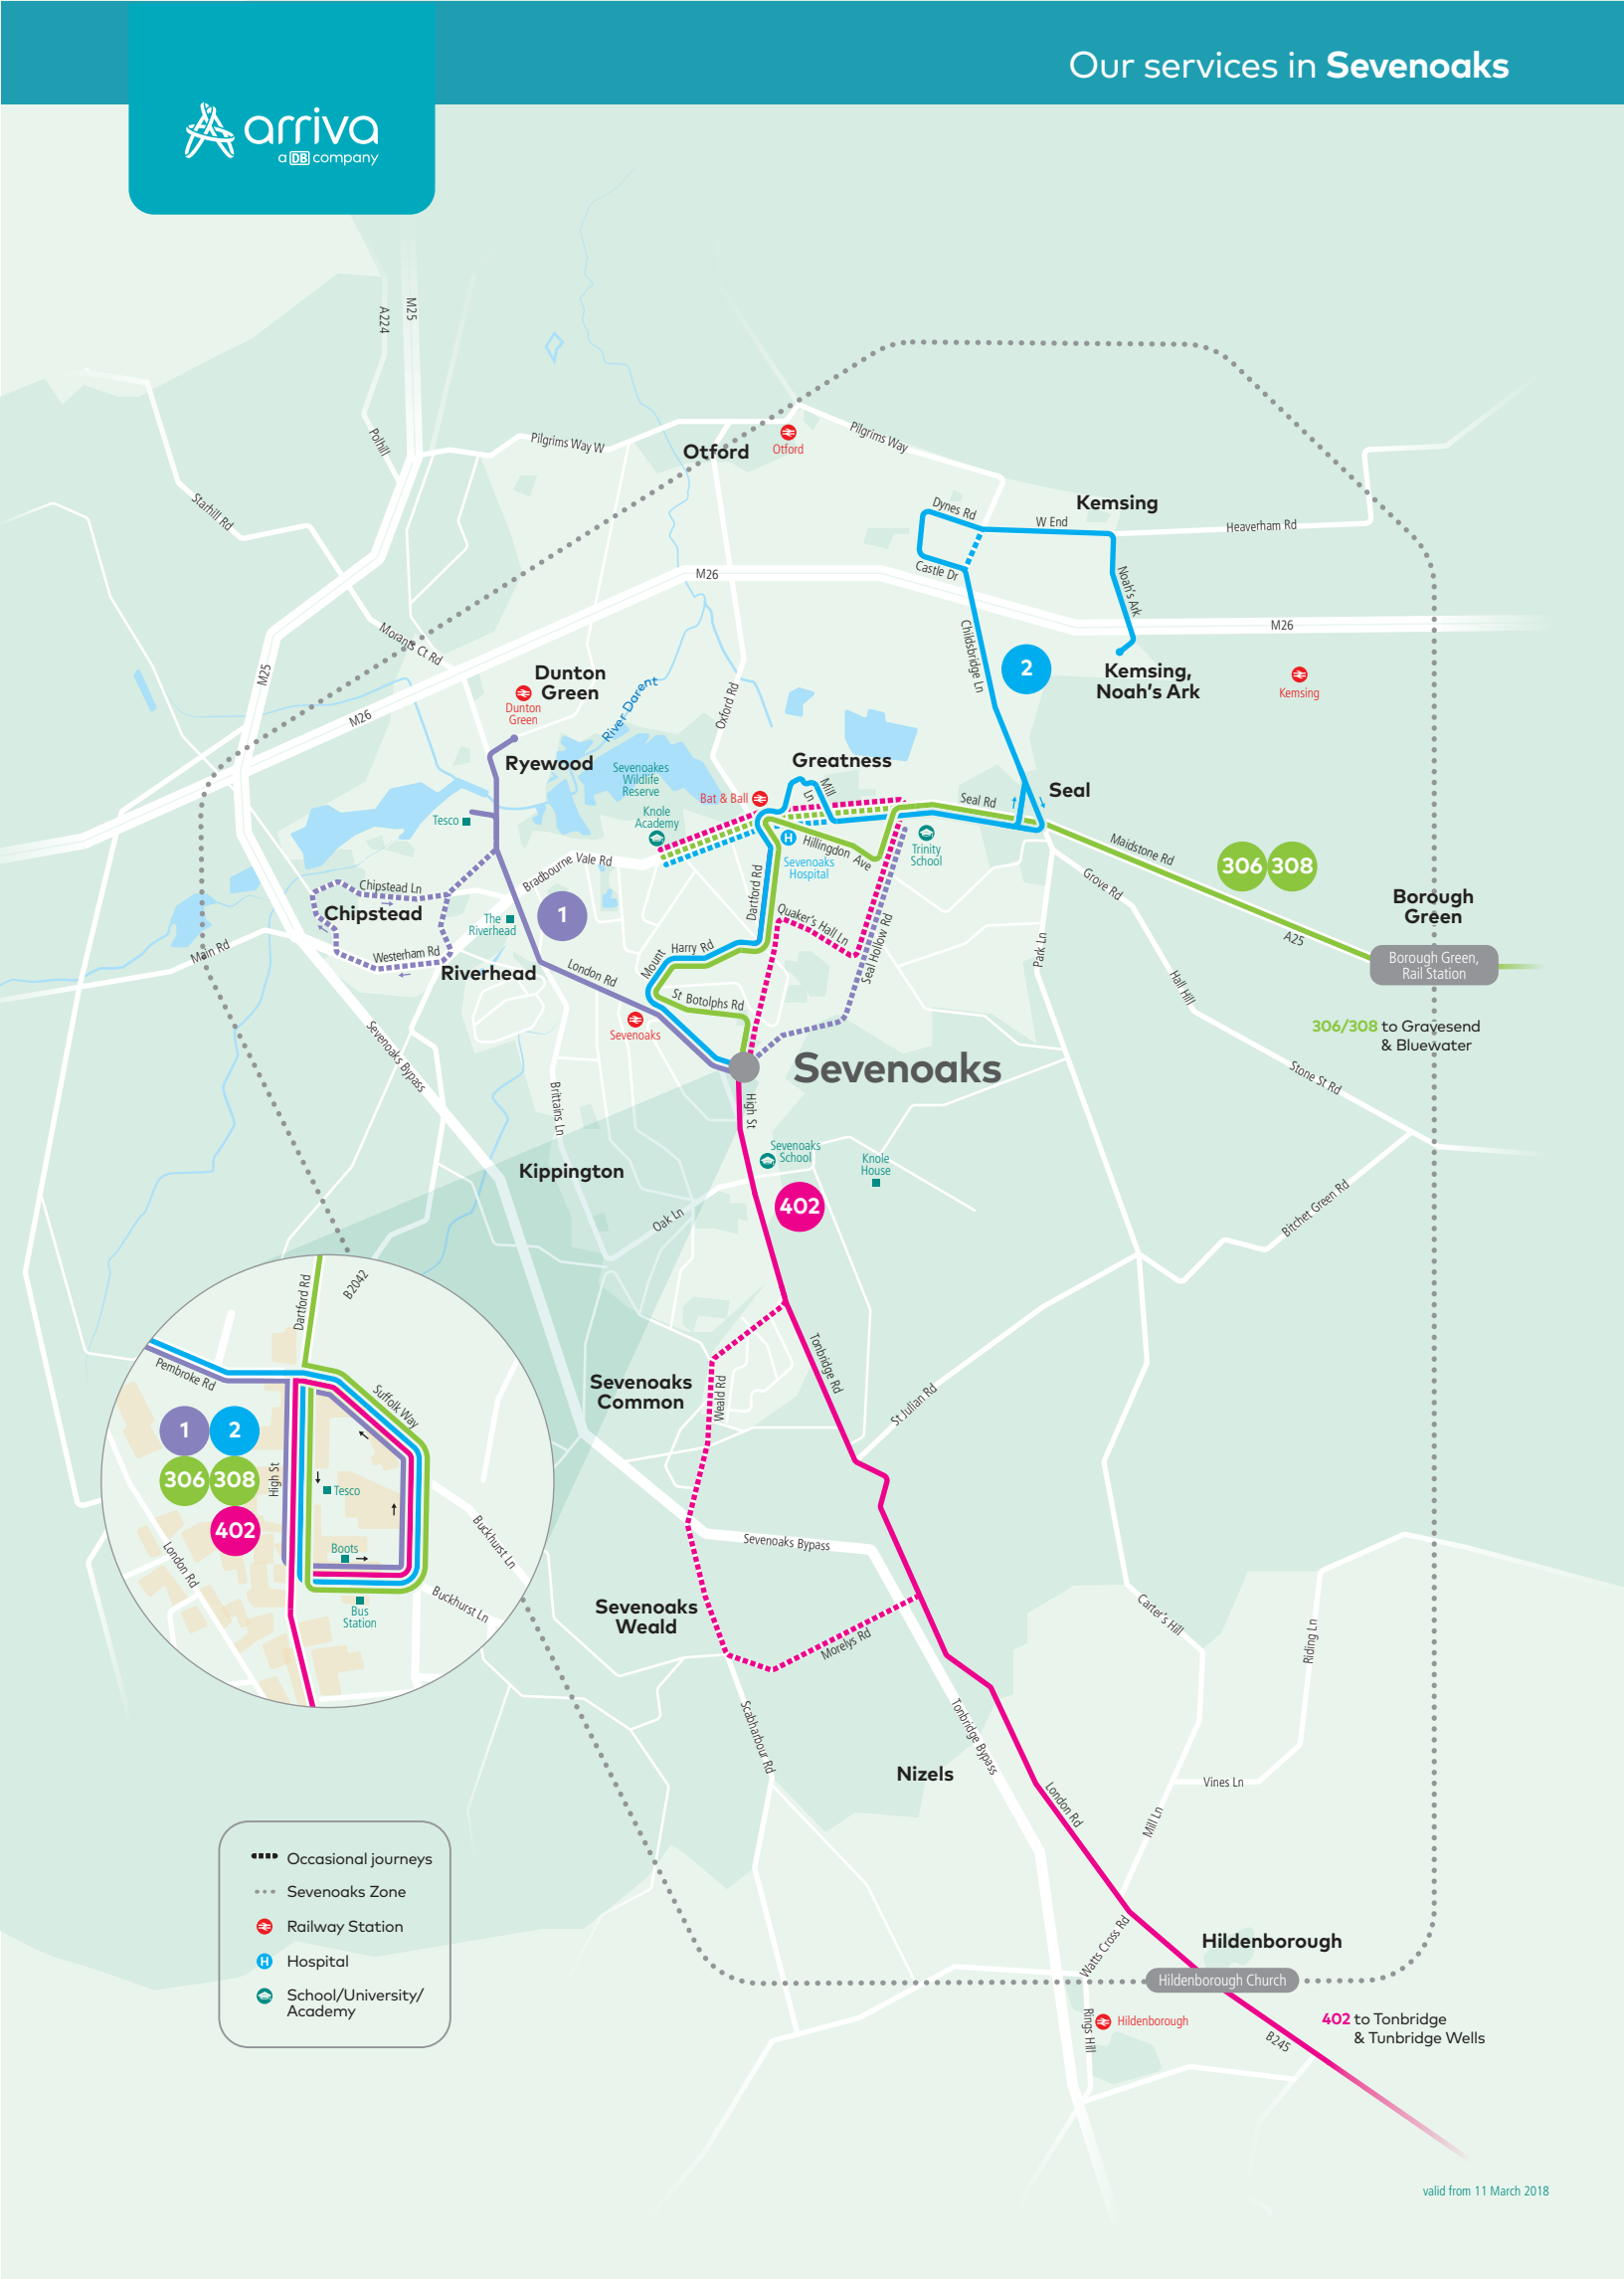 Our services in Sevenoaks
arriva
a DB company
A224
M25
Polhill
Pilgrims Way W
Otford
Otford
Pilgrims Way
Starhill Rd
Dynes Rd
W End
Kemsing
Heaverham Rd
Castle Dr
Noah's Ark
M26
M26
Morants Ct Rd
M25
M26
Childsbridge Ln
2
Kemsing,
Noah's Ark
Kemsing
Dunton
Green
Dunton
Green
River Darent
Oxford Rd
Ryewood
Sevenoakes
Wildlife
Reserve
Greatness
Mill
Ln
Bat & Ball
Knole
Academy
Tesco
Seal Rd
Seal
Trinity
School
Hillingdon Ave
Sevenoaks
Hospital
Maidstone Rd
306 308
Bradbourne Vale Rd
Dartford Rd
Grove Rd
Chipstead Ln
Chipstead
1
The
Riverhead
Quaker's Hall Ln
Seal Hollow Rd
Borough
Green
A25
Borough Green,
Rail Station
Main Rd
Westerham Rd
Riverhead
Harry Rd
Mount
London Rd
St Botolphs Rd
Park Ln
Hall Hill
Sevenoaks
306/308 to Gravesend
& Bluewater
Sevenoaks Bypass
Sevenoaks
Stone St Rd
Brittains Ln
High St
Sevenoaks
School
Knole
House
Kippington
402
Oak Ln
Bitchet Green Rd
Dartford Rd
B2042
Pembroke Rd
Suffolk Way
1 2
306 308
402
High St
Tesco
Boots
Bus
Station
London Rd
Buckhurst Ln
Buckhurst Ln
Tonbridge Rd
Sevenoaks
Common
Weald Rd
St Julian Rd
Sevenoaks Bypass
Sevenoaks
Weald
Morelys Rd
Carter's Hill
Riding Ln
Scabharbour Rd
Tonbridge Bypass
Nizels
London Rd
Vines Ln
Mill Ln
Occasional journeys
Sevenoaks Zone
Railway Station
H Hospital
School/University/
Academy
Watts Cross Rd
Hildenborough
Hildenborough Church
Rings Hill
Hildenborough
402 to Tonbridge
& Tunbridge Wells
B245
valid from 11 March 2018